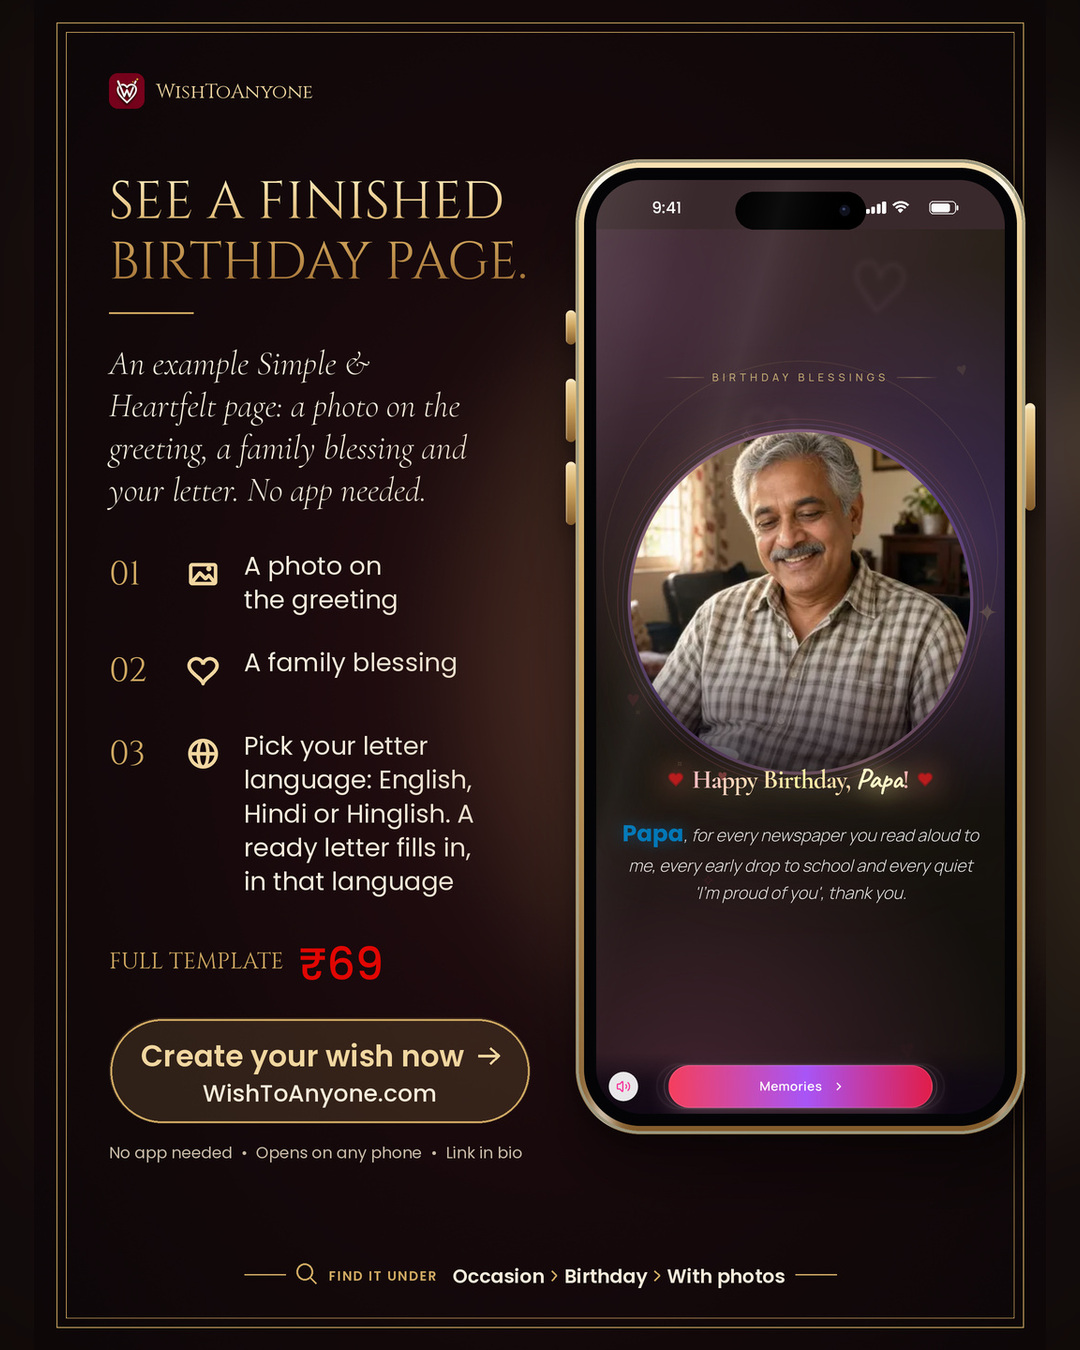 WishToAnyone
SEE A FINISHED
BIRTHDAY PAGE.
An example Simple &
Heartfelt page: a photo on the
greeting, a family blessing and
your letter. No app needed.
01 A photo on
the greeting
02 A family blessing
03 Pick your letter
language: English,
Hindi or Hinglish. A
ready letter fills in,
in that language
FULL TEMPLATE ₹69
Create your wish now →
WishToAnyone.com
No app needed • Opens on any phone • Link in bio
9:41
BIRTHDAY BLESSINGS
Happy Birthday, Papa!
Papa, for every newspaper you read aloud to
me, every early drop to school and every quiet
'I'm proud of you', thank you.
Memories >
FIND IT UNDER Occasion > Birthday > With photos